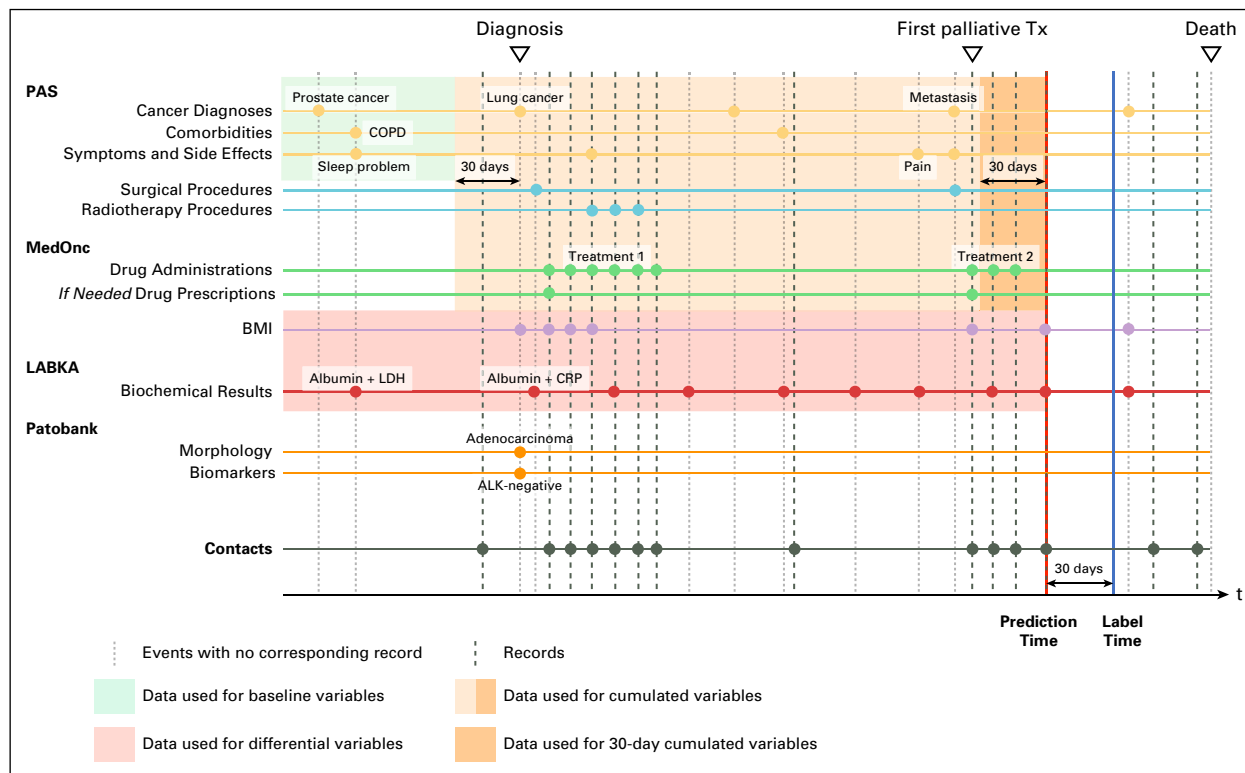 Diagnosis
First palliative Tx
Death
PAS
Prostate cancer
Lung cancer
Metastasis
Cancer Diagnoses
Comorbidities
COPD
Symptoms and Side Effects
Sleep problem
30 days
Pain
30 days
Surgical Procedures
Radiotherapy Procedures
MedOnc
Treatment 1
Treatment 2
Drug Administrations
If Needed Drug Prescriptions
BMI
LABKA
Albumin + LDH
Albumin + CRP
Biochemical Results
Patobank
Adenocarcinoma
Morphology
Biomarkers
ALK-negative
Contacts
30 days
t
Prediction
Time
Label
Time
Events with no corresponding record
Records
Data used for baseline variables
Data used for cumulated variables
Data used for differential variables
Data used for 30-day cumulated variables